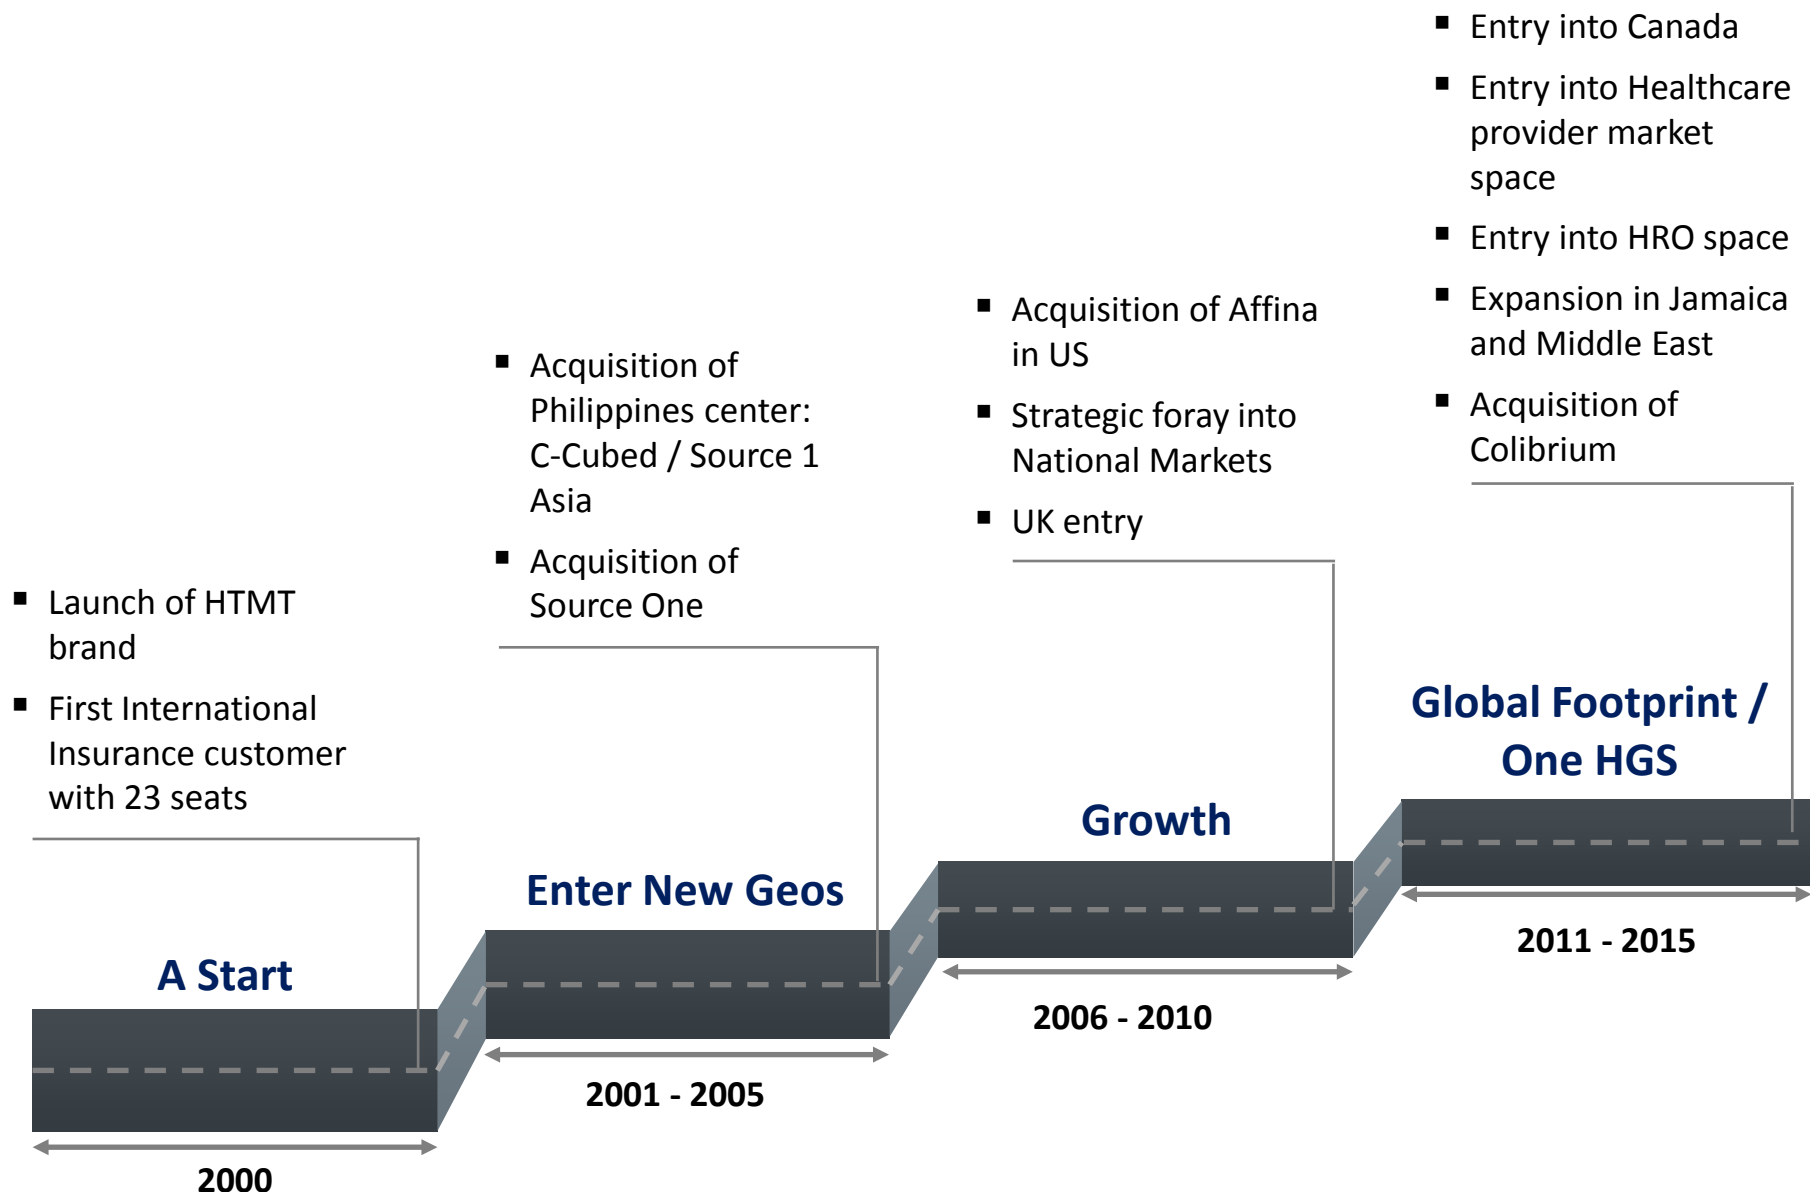 ▪ Launch of HTMT
brand
▪ First International
Insurance customer
with 23 seats
A Start
2000
▪ Acquisition of
Philippines center:
C-Cubed / Source 1
Asia
▪ Acquisition of
Source One
Enter New Geos
2001 - 2005
▪ Acquisition of Affina
in US
▪ Strategic foray into
National Markets
▪ UK entry
Growth
2006 - 2010
▪ Entry into Canada
▪ Entry into Healthcare
provider market
space
▪ Entry into HRO space
▪ Expansion in Jamaica
and Middle East
▪ Acquisition of
Colibrium
Global Footprint /
One HGS
2011 - 2015